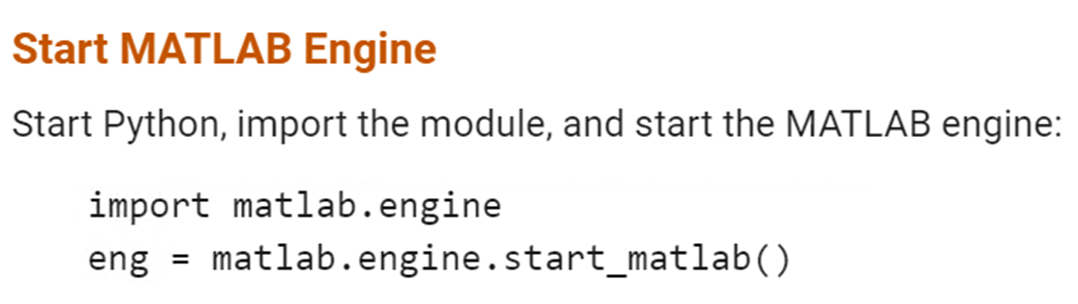 Start MATLAB Engine
Start Python, import the module, and start the MATLAB engine:
import matlab.engine
eng = matlab.engine.start_matlab()